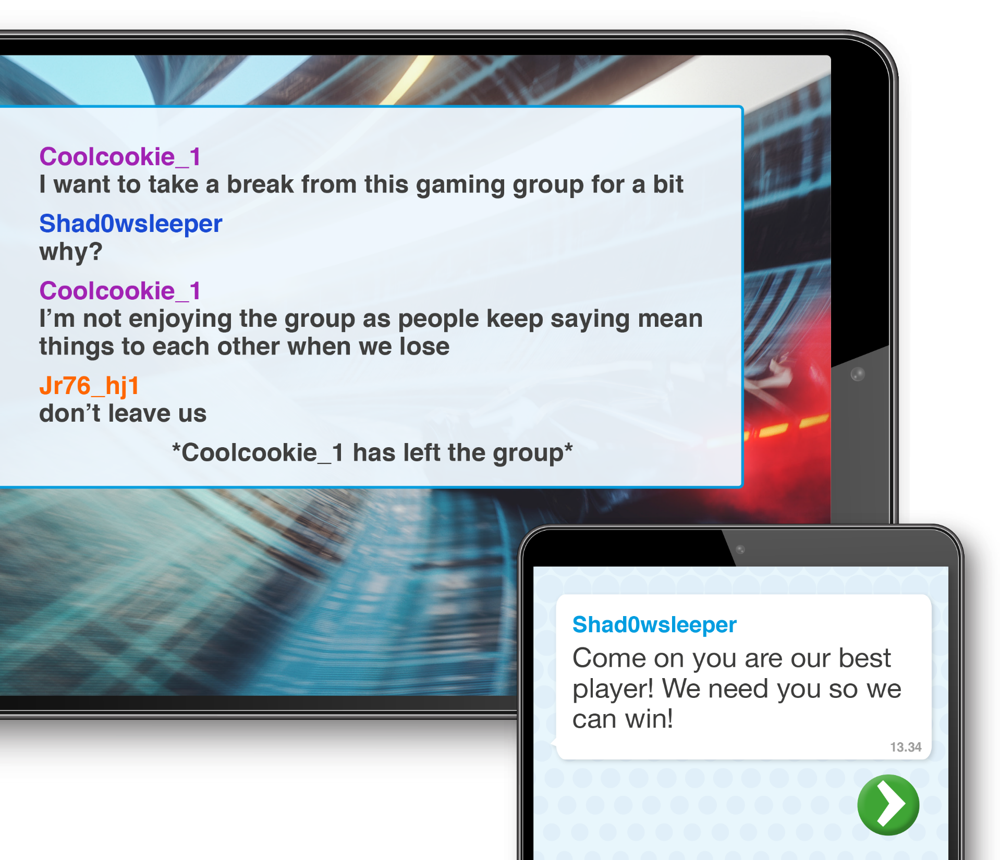 Coolcookie_1
I want to take a break from this gaming group for a bit
Shad0wsleeper
why?
Coolcookie_1
I’m not enjoying the group as people keep saying mean
things to each other when we lose
Jr76_hj1
don’t leave us
*Coolcookie_1 has left the group*
Shad0wsleeper
Come on you are our best
player! We need you so we
can win!
13.34